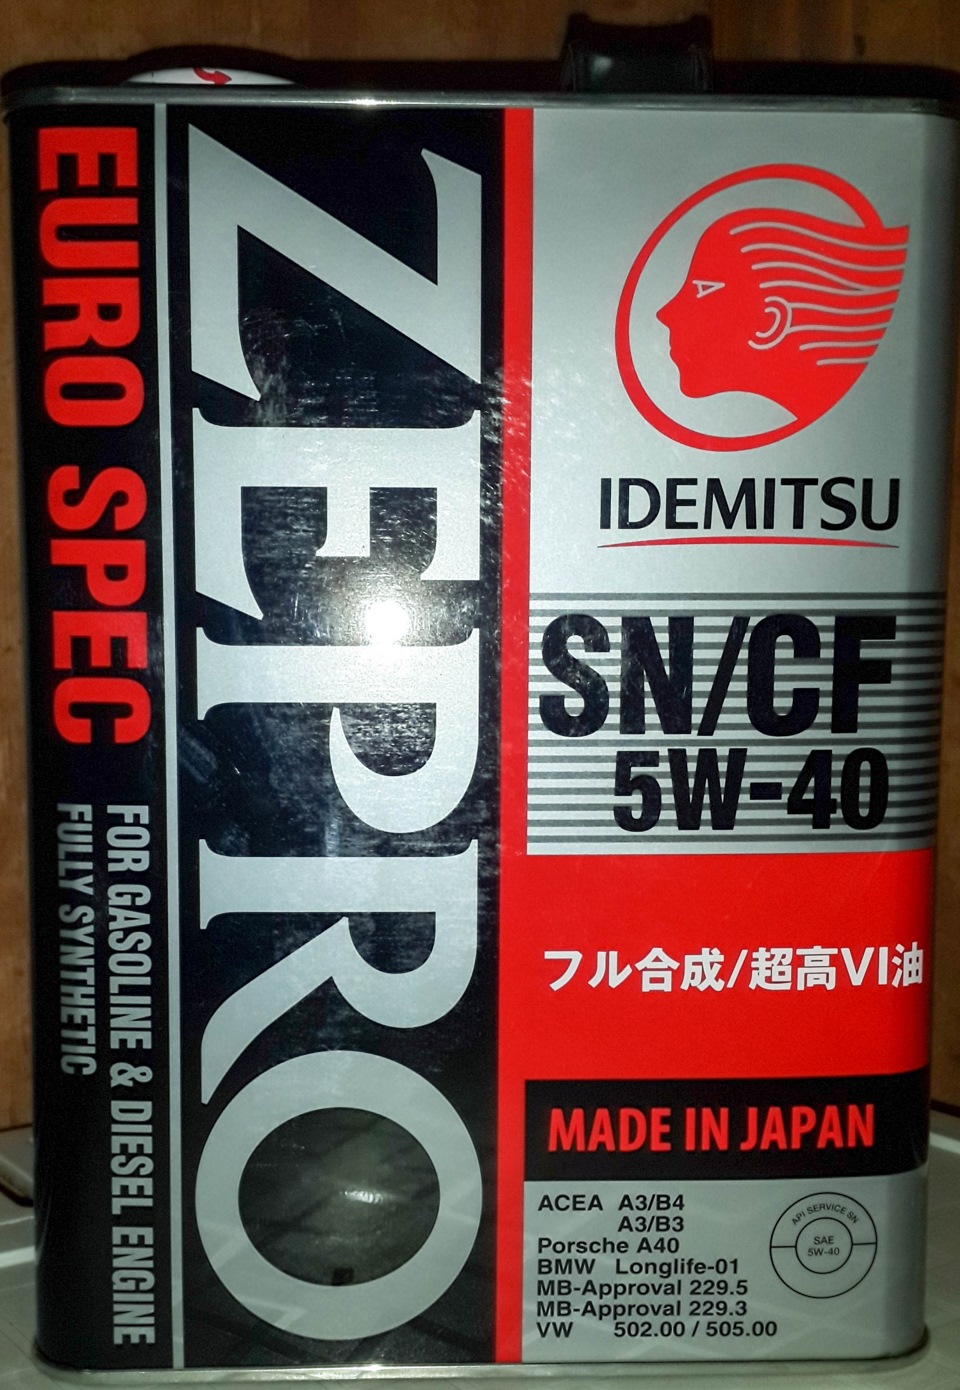 EURO SPEC
FOR GASOLINE & DIESEL ENGINE
FULLY SYNTHETIC
ZEPRO
IDEMITSU
SN/CF
5W-40
フル合成/超高VI油
MADE IN JAPAN
ACEA A3/B4
A3/B3
Porsche A40
BMW Longlife-01
MB-Approval 229.5
MB-Approval 229.3
VW 502.00 / 505.00
API SERVICE SN
SAE
5W-40